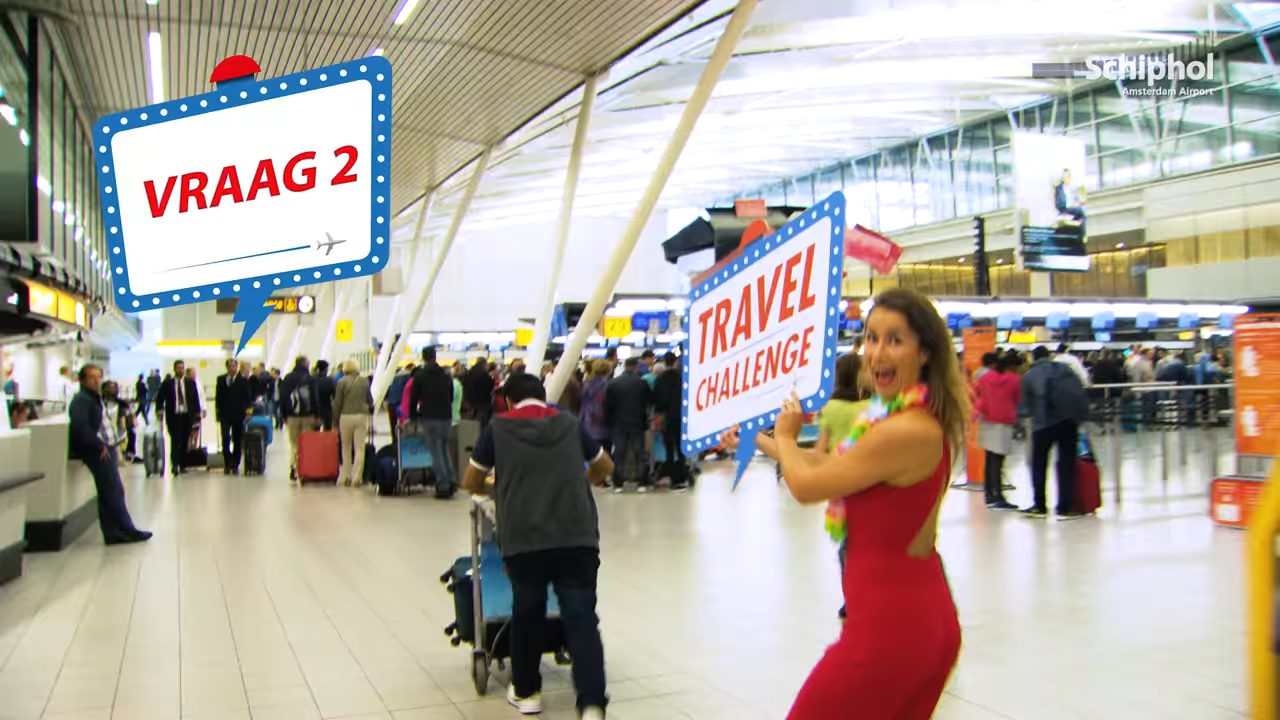 VRAAG 2
Schiphol
Amsterdam Airport
TRAVEL
CHALLENGE